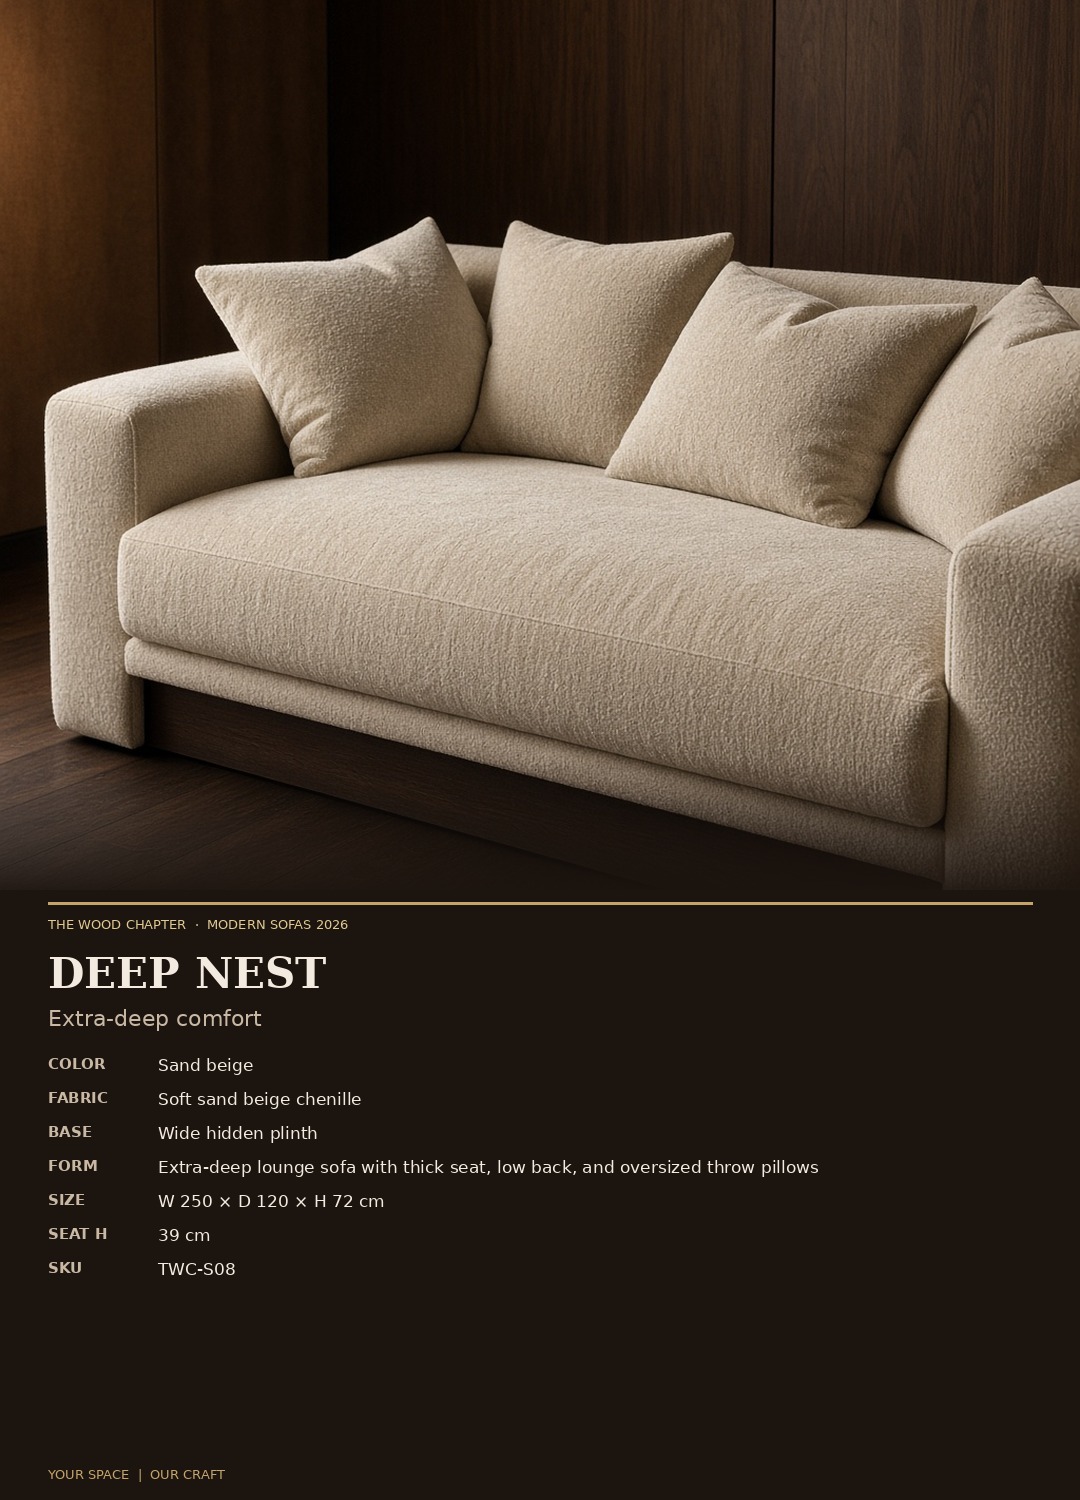 THE WOOD CHAPTER · MODERN SOFAS 2026
DEEP NEST
Extra-deep comfort
COLOR Sand beige
FABRIC Soft sand beige chenille
BASE Wide hidden plinth
FORM Extra-deep lounge sofa with thick seat, low back, and oversized throw pillows
SIZE W 250 × D 120 × H 72 cm
SEAT H 39 cm
SKU TWC-S08
YOUR SPACE | OUR CRAFT